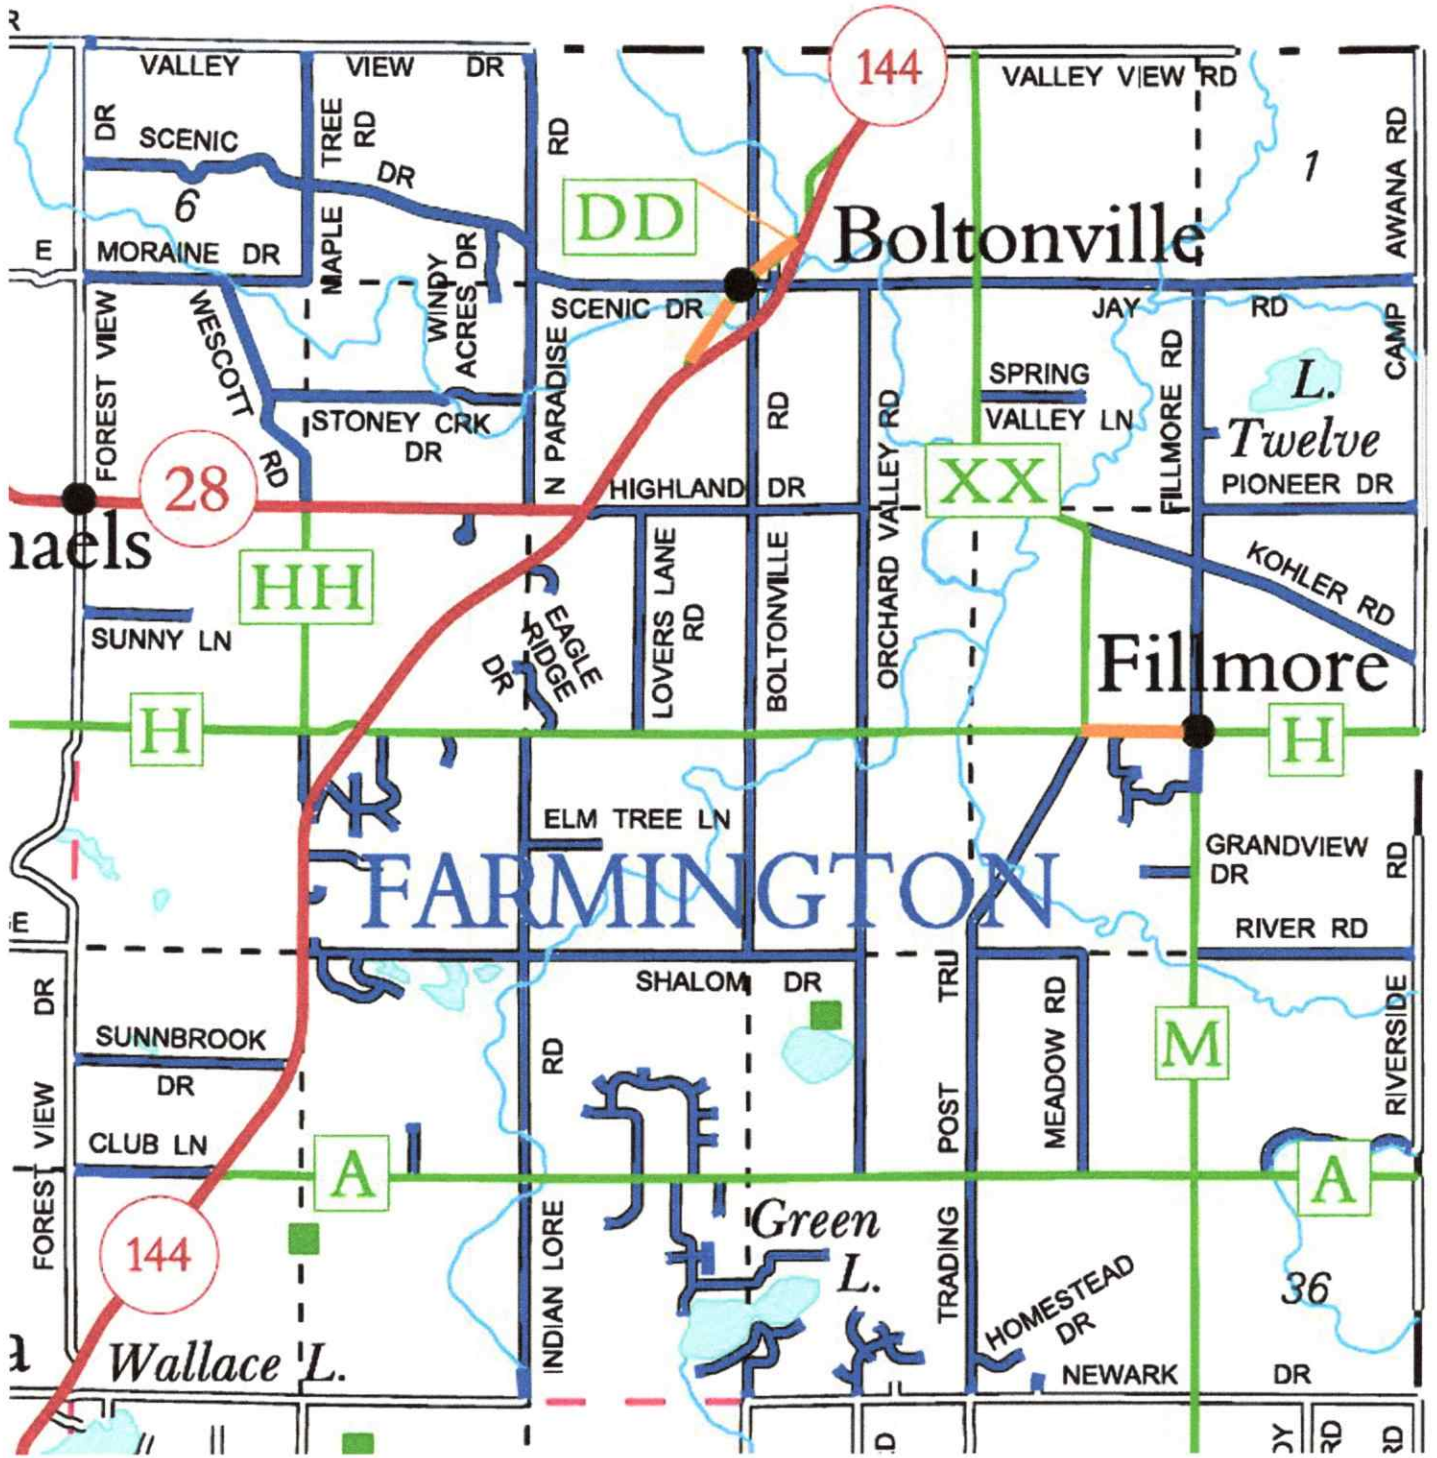 R
144
VALLEY VIEW DR
VALLEY VIEW RD
DR
SCENIC
DR
MAPLE TREE RD
RD
AWANA RD
1
6
DD
Boltonville
E
MORAINE DR
WINDY ACRES DR
SCENIC DR
JAY RD
FOREST VIEW
WESCOTT
RD
N PARADISE
CAMP
SPRING
VALLEY LN
FILLMORE RD
L.
Twelve
STONEY CRK
DR
RD
ORCHARD VALLEY RD
28
HIGHLAND DR
XX
PIONEER DR
naels
HH
LOVERS LANE
RD
BOLTONVILLE
KOHLER RD
SUNNY LN
EAGLE
RIDGE
DR
Fillmore
H
H
ELM TREE LN
GRANDVIEW
DR
RD
FARMINGTON
E
RIVER RD
SHALOM DR
TRU
DR
MEADOW RD
RIVERSIDE
SUNNBROOK
DR
RD
M
POST
FOREST VIEW
CLUB LN
A
A
Green
L.
INDIAN LORE
TRADING
144
36
HOMESTEAD
DR
a
Wallace L.
NEWARK DR
D
DY
RD
RD